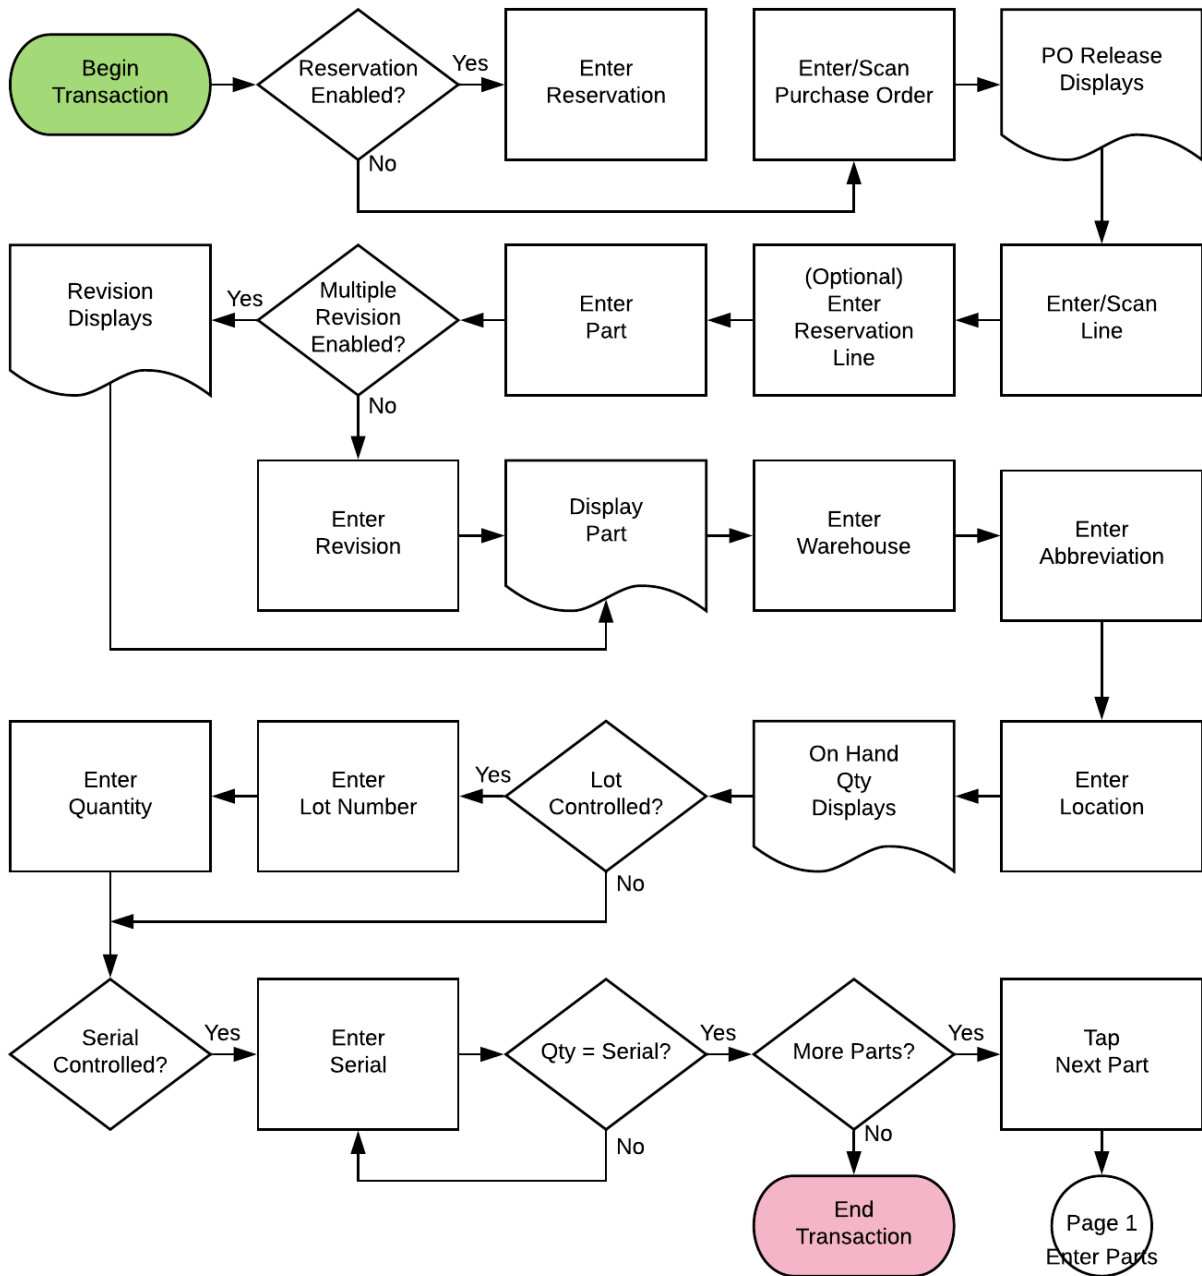 Begin
Transaction
Reservation
Enabled?
Yes
No
Enter
Reservation
Enter/Scan
Purchase Order
PO Release
Displays
Revision
Displays
Yes
Multiple
Revision
Enabled?
No
Enter
Part
(Optional)
Enter
Reservation
Line
Enter/Scan
Line
Enter
Revision
Display
Part
Enter
Warehouse
Enter
Abbreviation
Enter
Quantity
Enter
Lot Number
Yes
Lot
Controlled?
No
On Hand
Qty
Displays
Enter
Location
Serial
Controlled?
Yes
Enter
Serial
Qty = Serial?
Yes
No
More Parts?
Yes
No
Tap
Next Part
End
Transaction
Page 1
Enter Parts